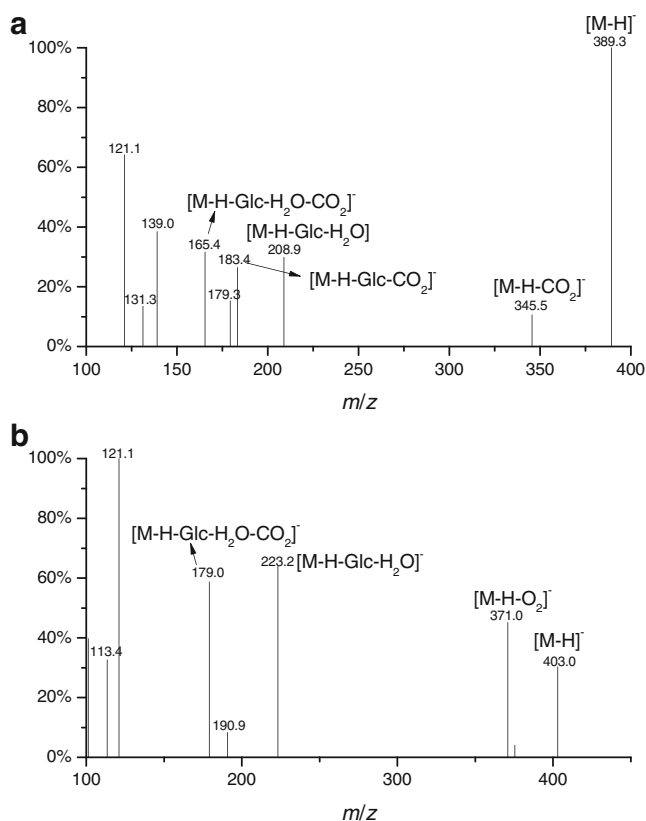 a
[M-H]⁻
100%
389.3
80%
121.1
60%
[M-H-Glc-H₂O-CO₂]⁻
40%
139.0
[M-H-Glc-H₂O]
165.4
208.9
183.4
[M-H-Glc-CO₂]⁻
20%
179.3
[M-H-CO₂]⁻
131.3
345.5
0%
100 150 200 250 300 350 400
m/z
b
100%
121.1
80%
[M-H-Glc-H₂O-CO₂]⁻
179.0
223.2
[M-H-Glc-H₂O]⁻
60%
[M-H-O₂]⁻
371.0
[M-H]⁻
40%
113.4
403.0
20%
190.9
0%
100 200 300 400
m/z